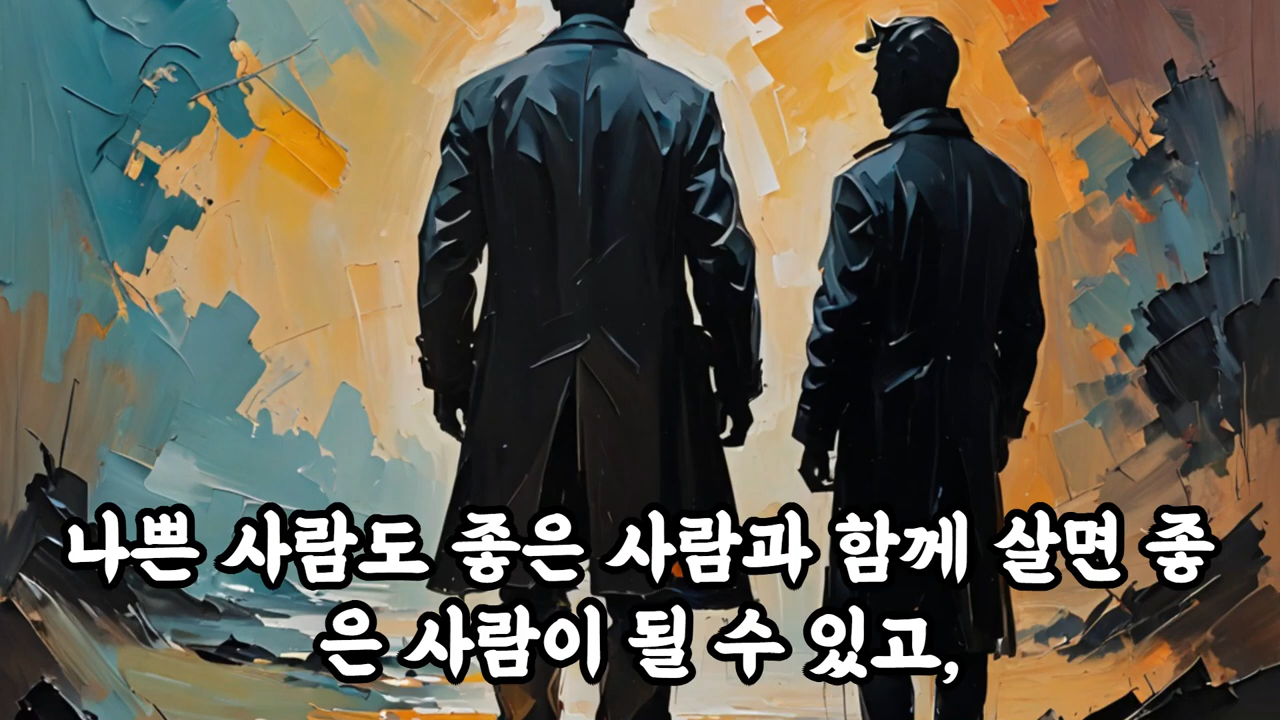 나쁜 사람도 좋은 사람과 함께 살면 좋
은 사람이 될 수 있고,